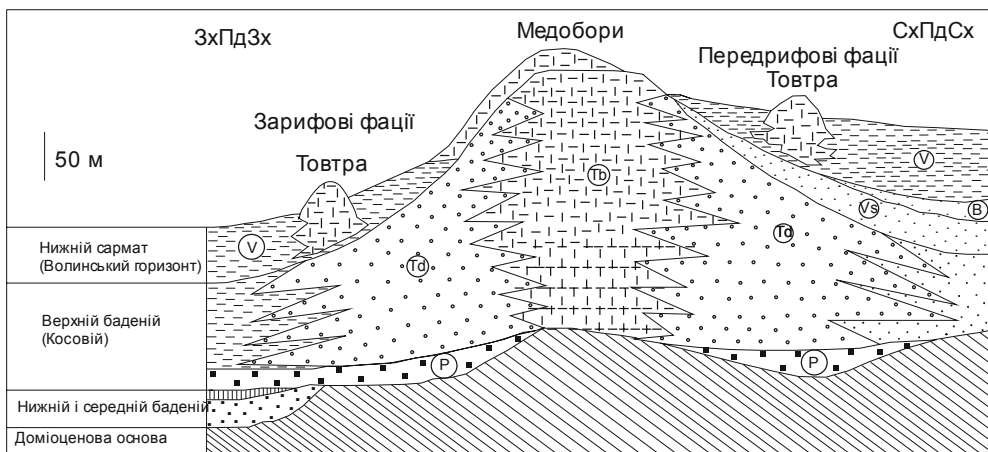 ЗхПдЗх
Медобори
СхПдСх
Передрифові фації
Товтра
Зарифові фації
Товтра
50 м
Tb
V
Vs
B
Td
V
Td
Нижній сармат
(Волинський горизонт)
Верхній баденій
(Косовій)
P
P
Нижній і середній баденій
Доміоценова основа